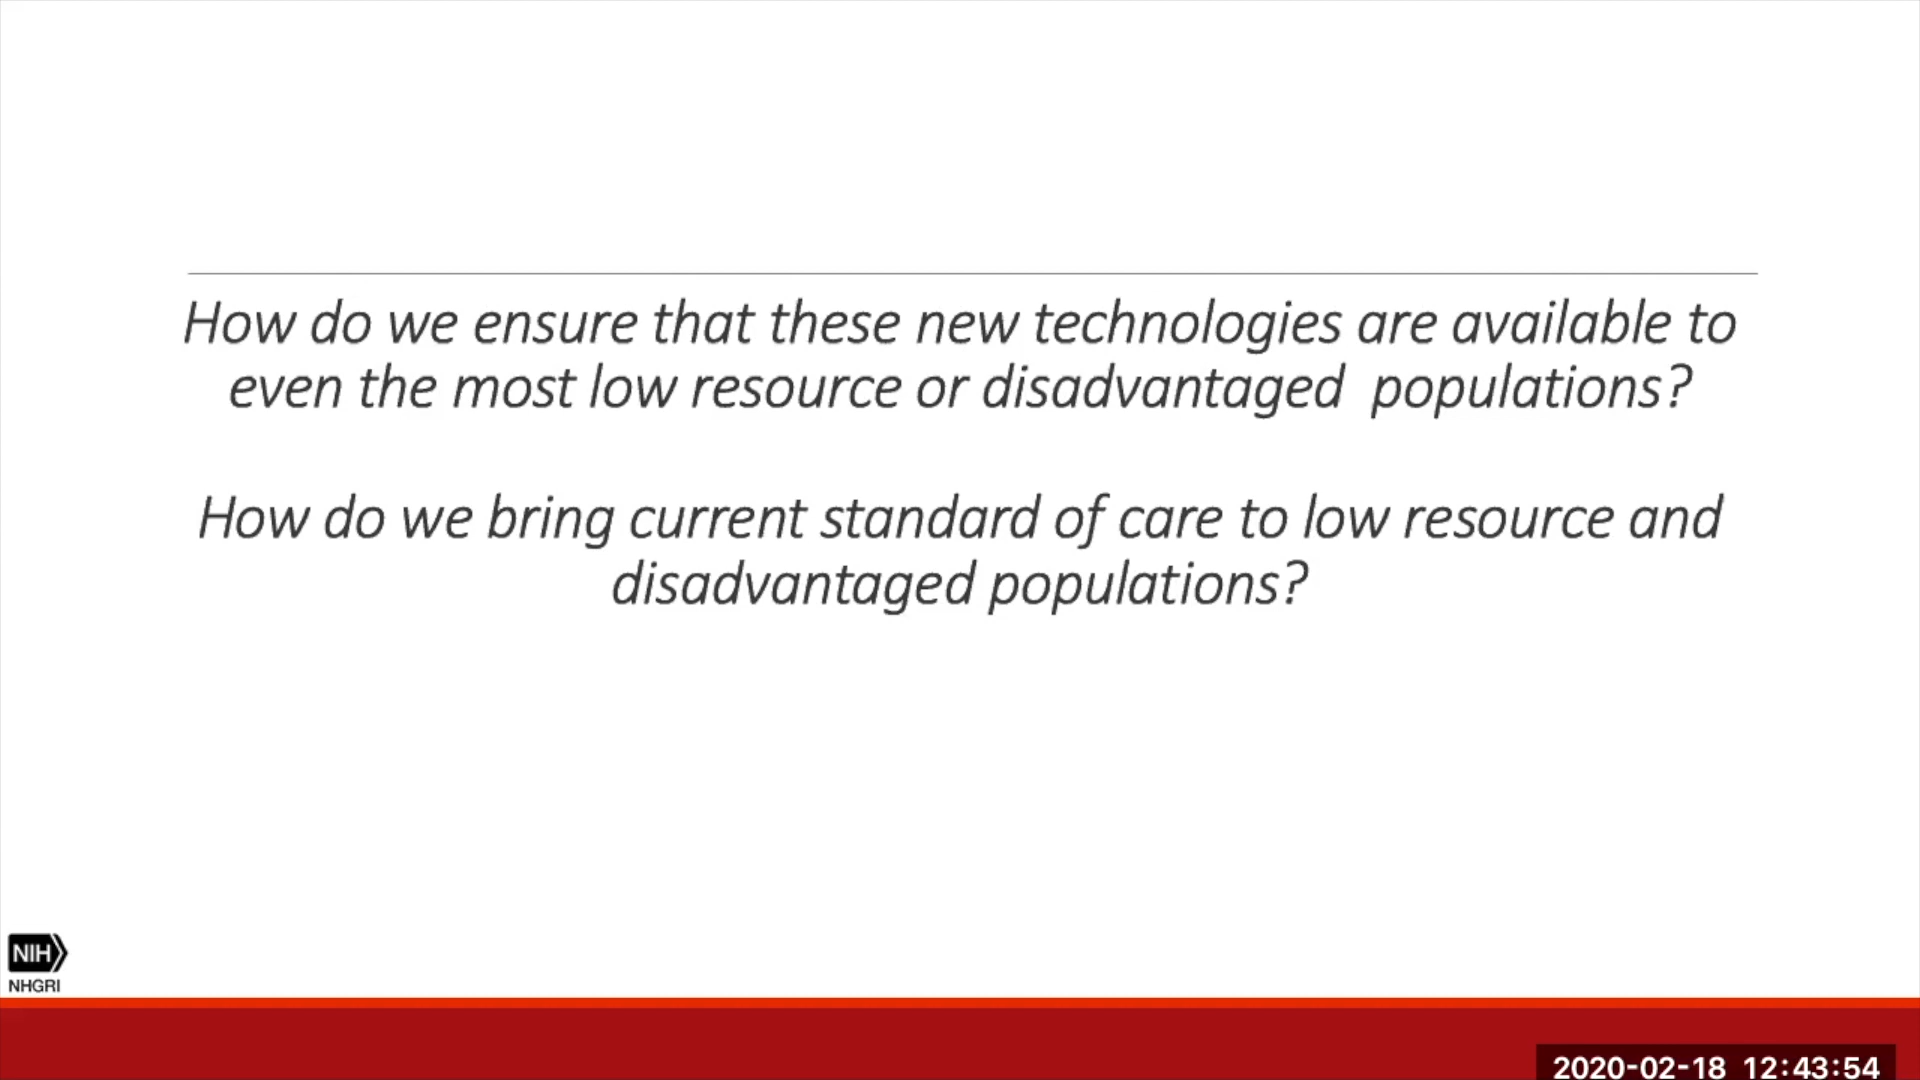 How do we ensure that these new technologies are available to
even the most low resource or disadvantaged  populations?
How do we bring current standard of care to low resource and
disadvantaged populations?
NIH
NHGRI
2020-02-18 12:43:54